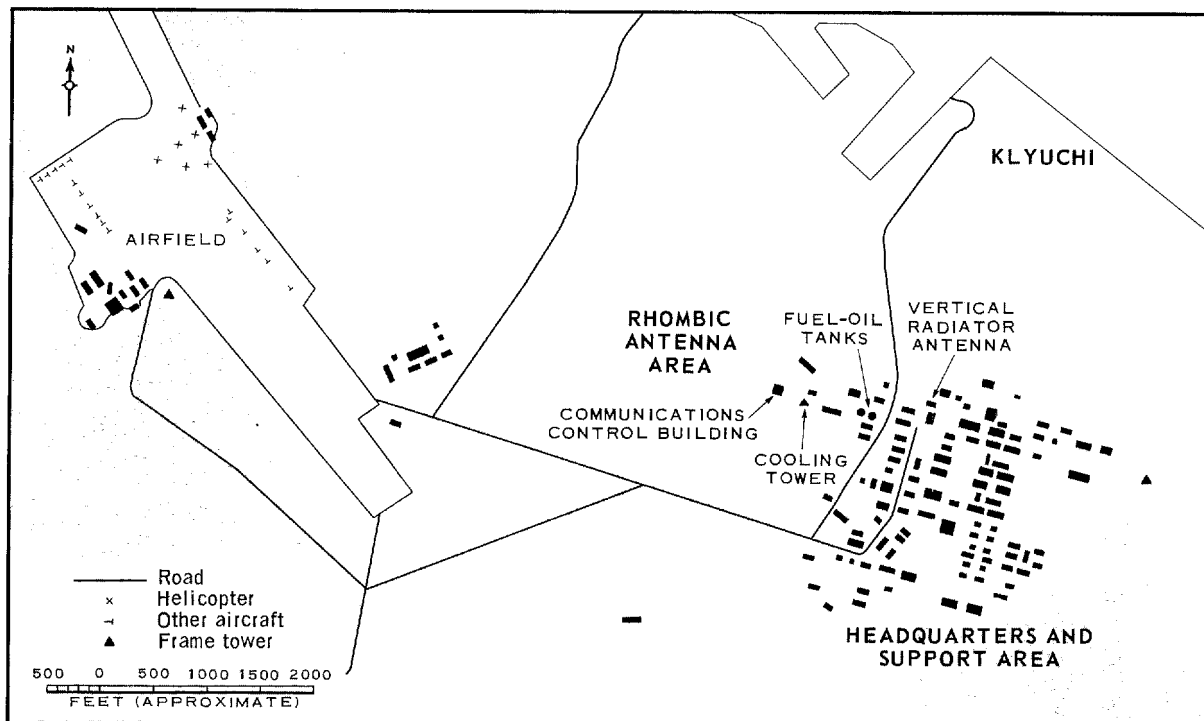 N
KLYUCHI
AIRFIELD
RHOMBIC
ANTENNA
AREA
FUEL-OIL
TANKS
VERTICAL
RADIATOR
ANTENNA
COMMUNICATIONS
CONTROL BUILDING
COOLING
TOWER
Road
Helicopter
Other aircraft
Frame tower
HEADQUARTERS AND
SUPPORT AREA
500 0 500 1000 1500 2000
FEET (APPROXIMATE)